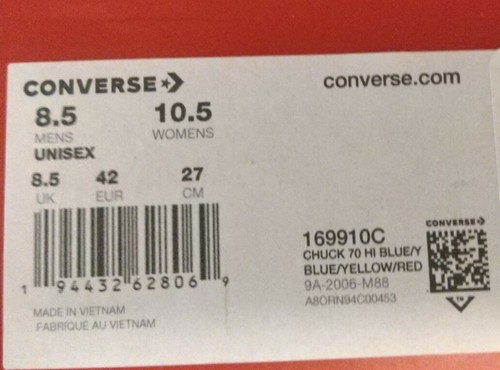 CONVERSE
converse.com
8.5 10.5
MENS WOMENS
UNISEX
8.5 42 27
UK EUR CM
1 94432 62806 9
MADE IN VIETNAM
FABRIQUE AU VIETNAM
169910C
CHUCK 70 HI BLUE/Y
BLUE/YELLOW/RED
9A-2006-M88
A8ORN94C00453
CONVERSE
TM